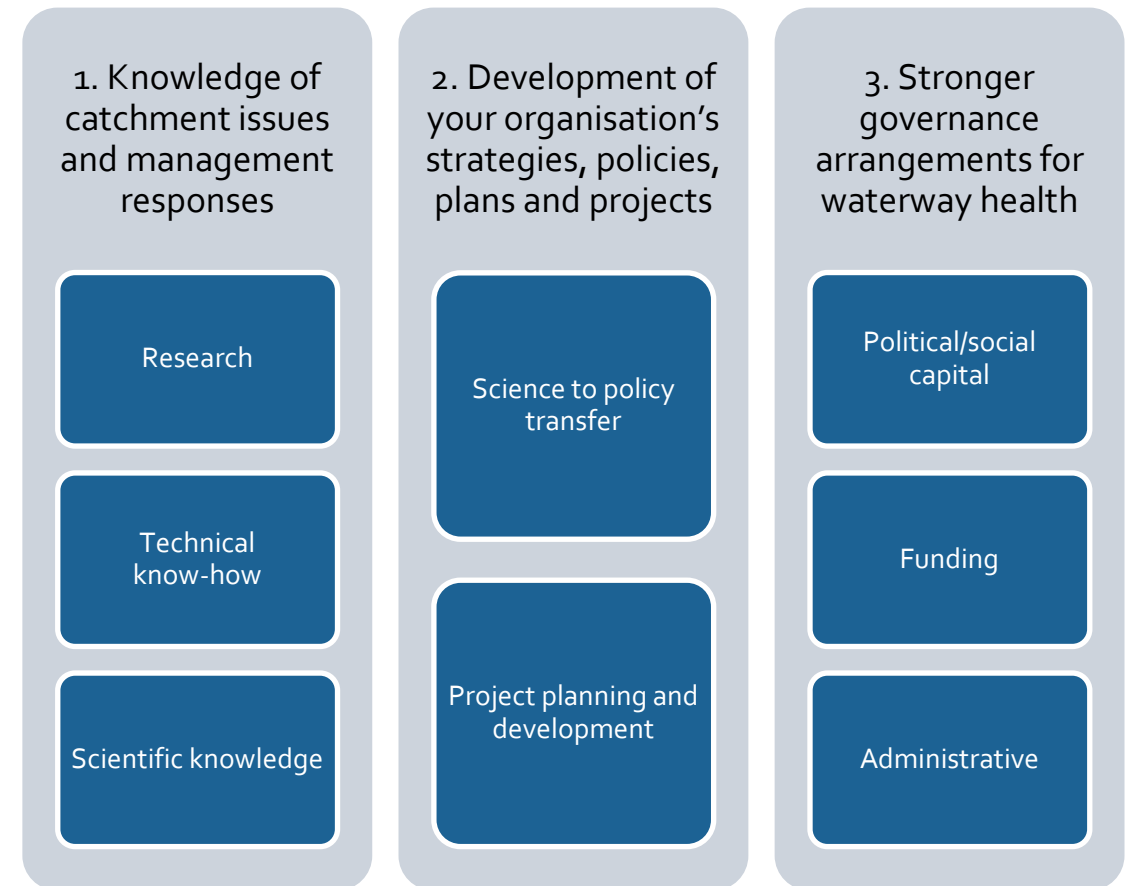 1. Knowledge of
catchment issues
and management
responses
Research
Technical
know-how
Scientific knowledge
2. Development of
your organisation’s
strategies, policies,
plans and projects
Science to policy
transfer
Project planning and
development
3. Stronger
governance
arrangements for
waterway health
Political/social
capital
Funding
Administrative